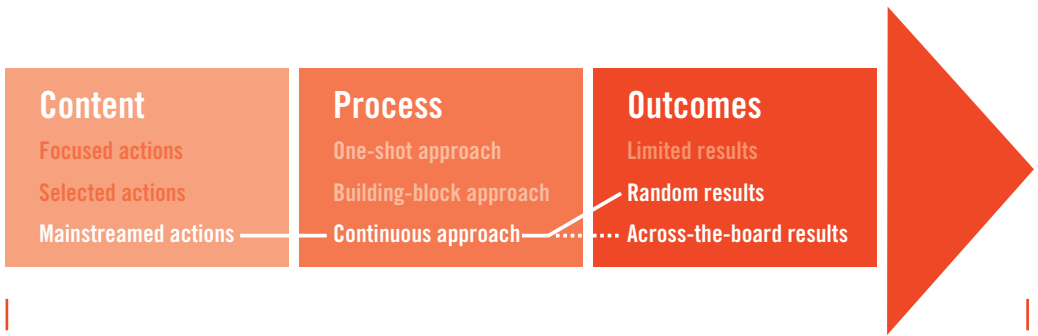 Content
Focused actions
Selected actions
Mainstreamed actions
Process
One-shot approach
Building-block approach
Continuous approach
Outcomes
Limited results
Random results
Across-the-board results